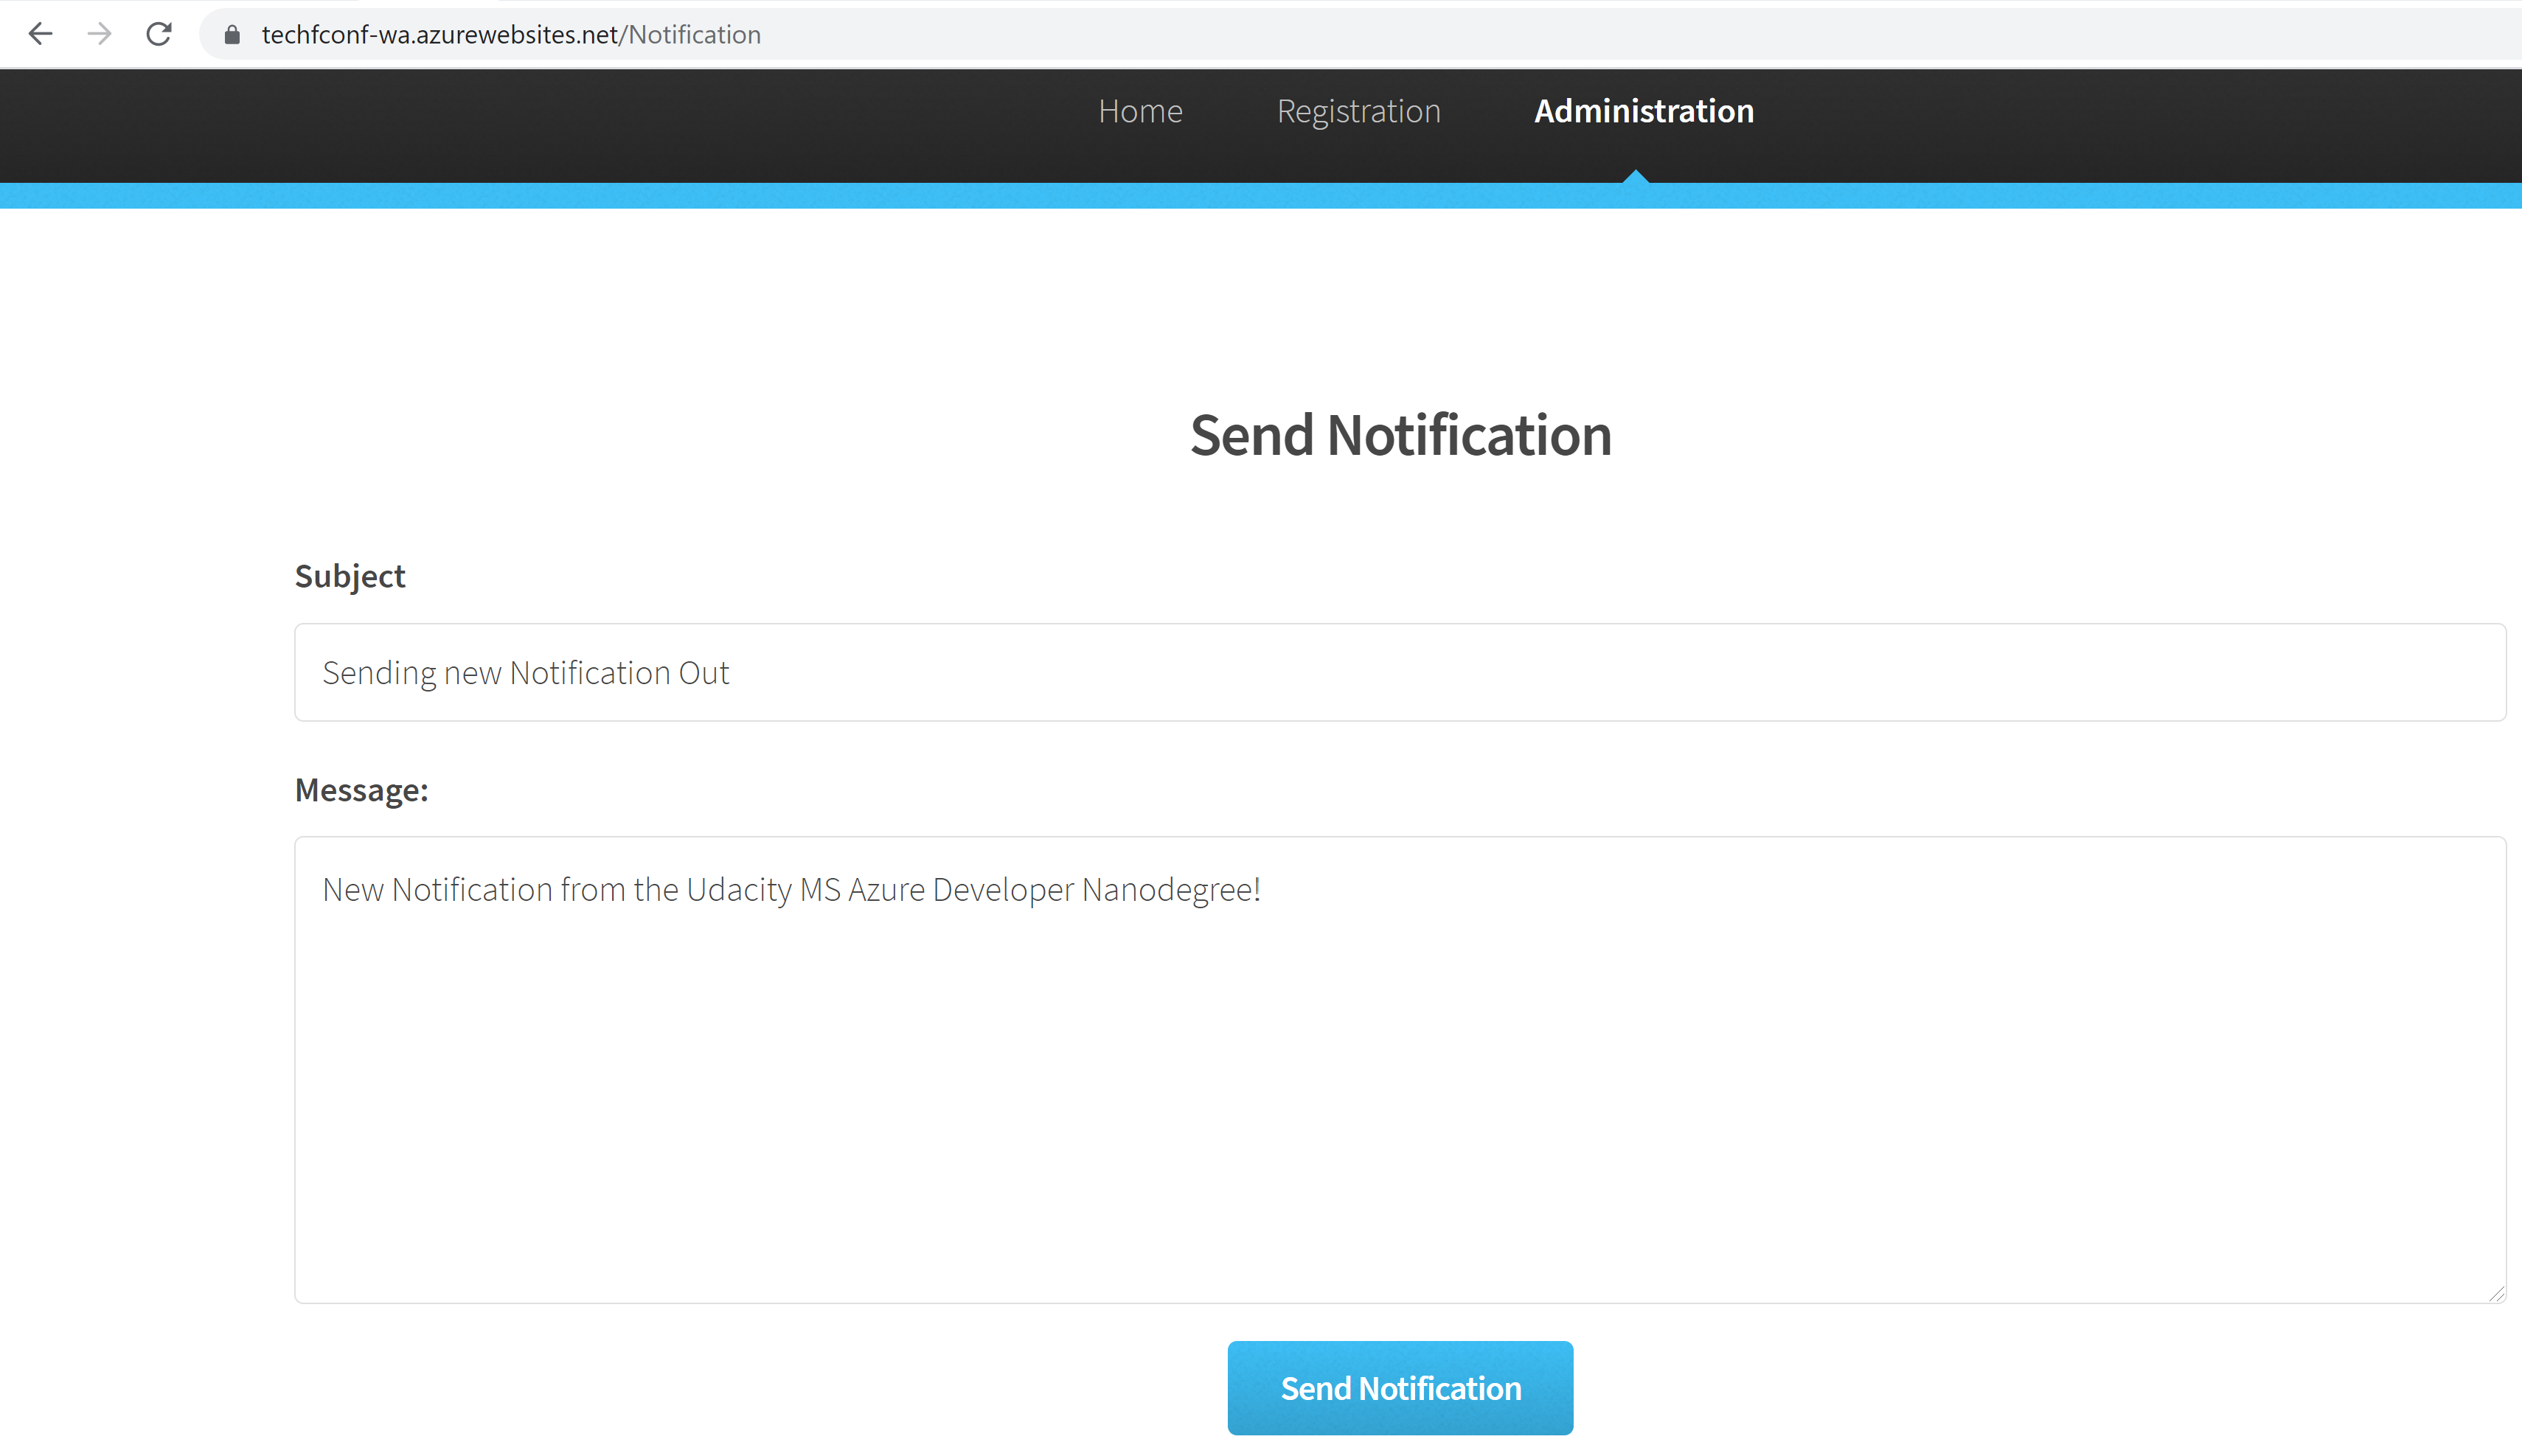 techfconf-wa.azurewebsites.net/Notification
Home Registration Administration
Send Notification
Subject
Sending new Notification Out
Message:
New Notification from the Udacity MS Azure Developer Nanodegree!
Send Notification